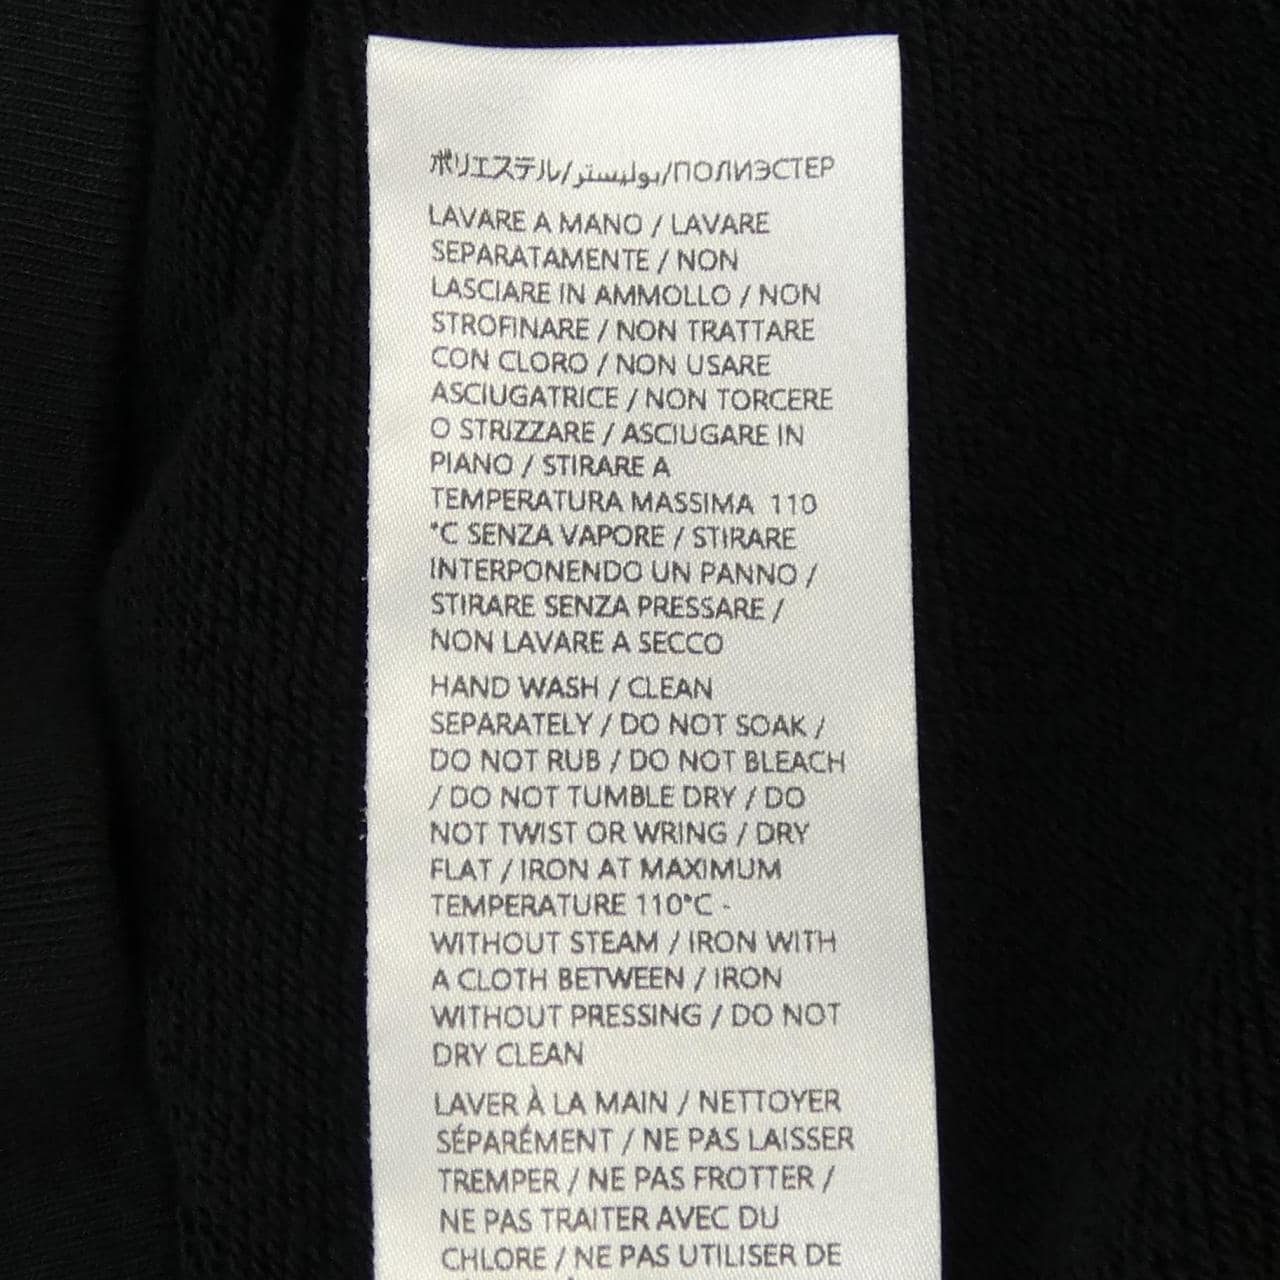 ポリエステル/بوليستر/ПОЛИЭСТЕР
LAVARE A MANO / LAVARE
SEPARATAMENTE / NON
LASCIARE IN AMMOLLO / NON
STROFINARE / NON TRATTARE
CON CLORO / NON USARE
ASCIUGATRICE / NON TORCERE
O STRIZZARE / ASCIUGARE IN
PIANO / STIRARE A
TEMPERATURA MASSIMA 110
°C SENZA VAPORE / STIRARE
INTERPONENDO UN PANNO /
STIRARE SENZA PRESSARE /
NON LAVARE A SECCO
HAND WASH / CLEAN
SEPARATELY / DO NOT SOAK /
DO NOT RUB / DO NOT BLEACH
/ DO NOT TUMBLE DRY / DO
NOT TWIST OR WRING / DRY
FLAT / IRON AT MAXIMUM
TEMPERATURE 110°C -
WITHOUT STEAM / IRON WITH
A CLOTH BETWEEN / IRON
WITHOUT PRESSING / DO NOT
DRY CLEAN
LAVER À LA MAIN / NETTOYER
SÉPARÉMENT / NE PAS LAISSER
TREMPER / NE PAS FROTTER /
NE PAS TRAITER AVEC DU
CHLORE / NE PAS UTILISER DE